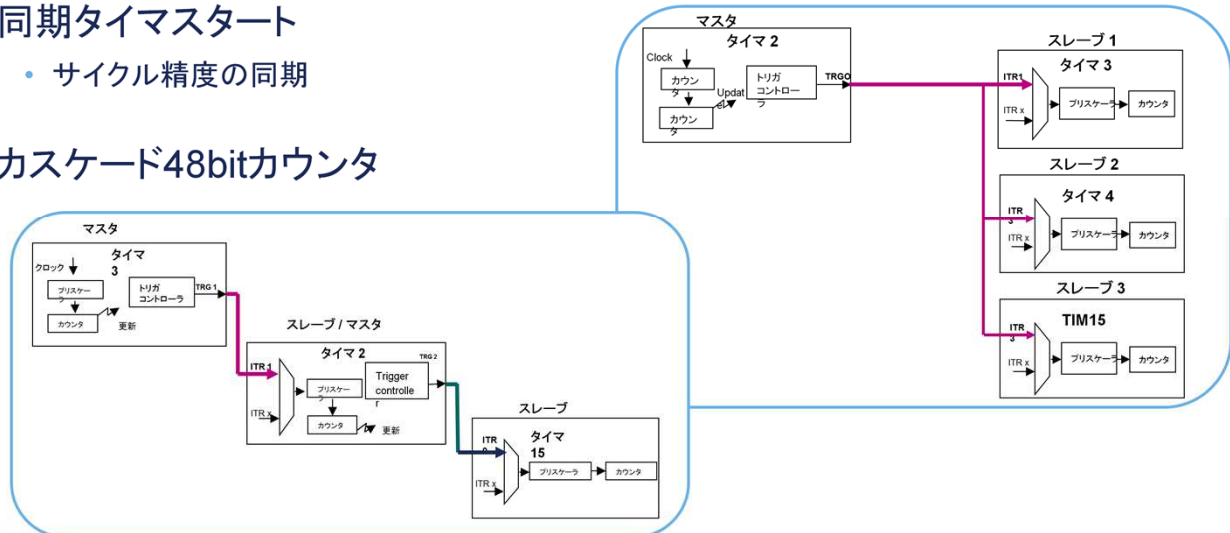 同期タイマスタート
• サイクル精度の同期
カスケード48bitカウンタ
マスタ
タイマ 2
Clock
カウン
タ
カウン
タ
Updat
トリガ
コントロー
ラ
TRGO
スレーブ 1
タイマ 3
ITR1
ITR x
プリスケーラ
カウンタ
スレーブ 2
タイマ 4
ITR
3
ITR x
プリスケーラ
カウンタ
スレーブ 3
TIM15
ITR
3
ITR x
プリスケーラ
カウンタ
マスタ
タイマ
3
クロック
プリスケー
ラ
カウンタ
更新
トリガ
コントローラ
TRG 1
スレーブ / マスタ
タイマ 2
ITR 1
ITR x
プリスケー
ラ
カウンタ
更新
Trigger
controlle
r
TRG 2
スレーブ
タイマ
15
ITR
ITR x
プリスケーラ
カウンタ